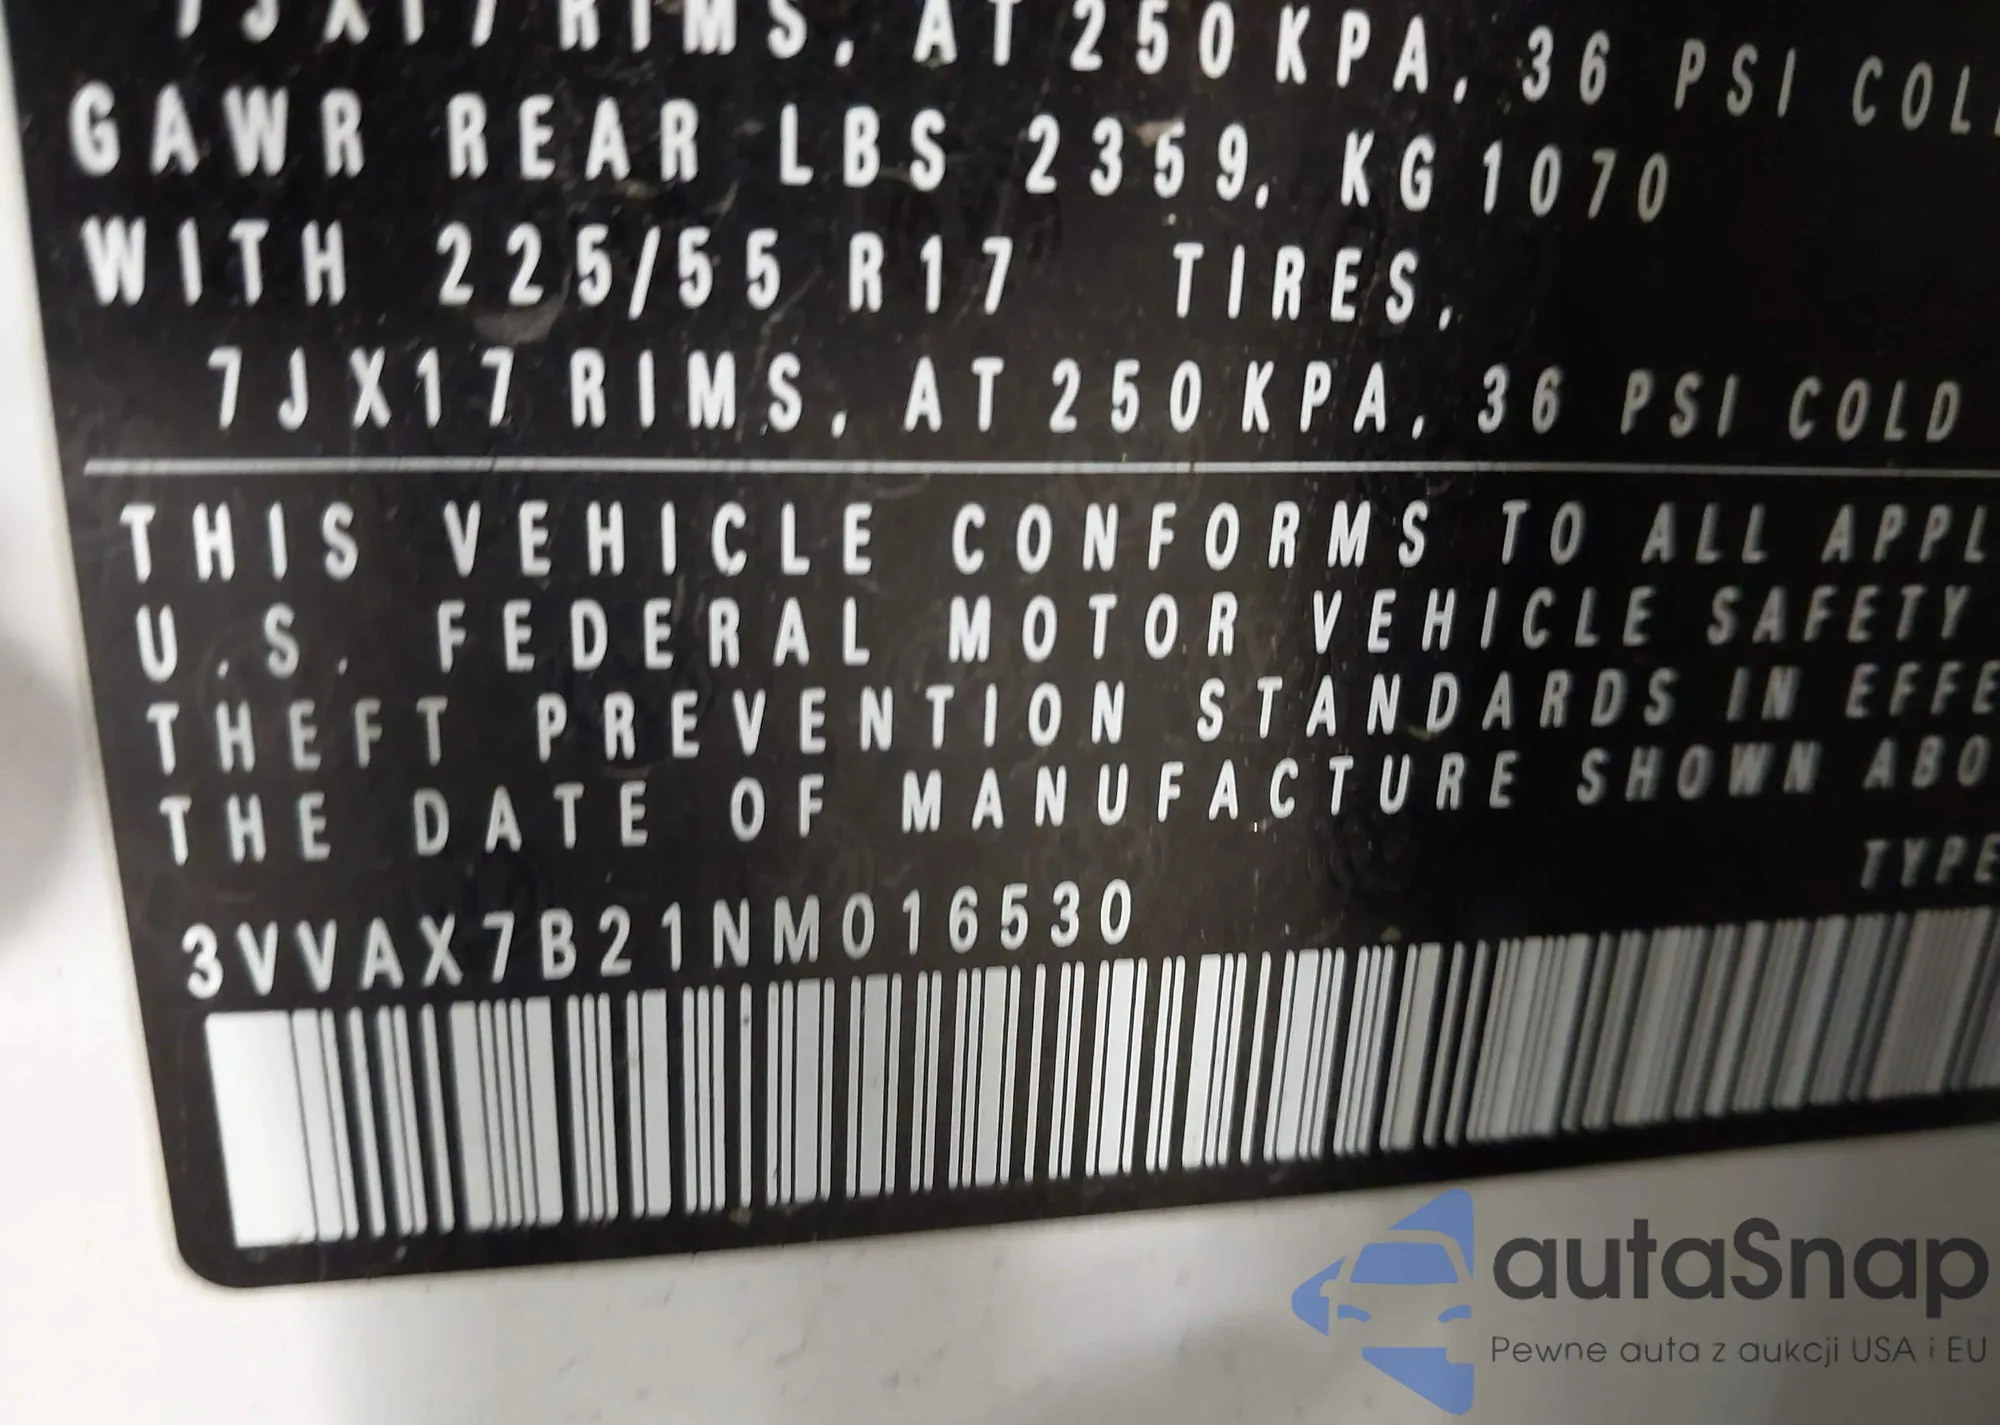 7JX17 RIMS, AT 250 KPA, 36 PSI COL
GAWR REAR LBS 2359, KG 1070
WITH 225/55 R17 TIRES,
7JX17 RIMS, AT 250 KPA, 36 PSI COLD
THIS VEHICLE CONFORMS TO ALL APPL
U.S. FEDERAL MOTOR VEHICLE SAFETY
THEFT PREVENTION STANDARDS IN EFFE
THE DATE OF MANUFACTURE SHOWN ABO
TYPE
3VVAX7B21NM016530
autaSnap
Pewne auta z aukcji USA i EU